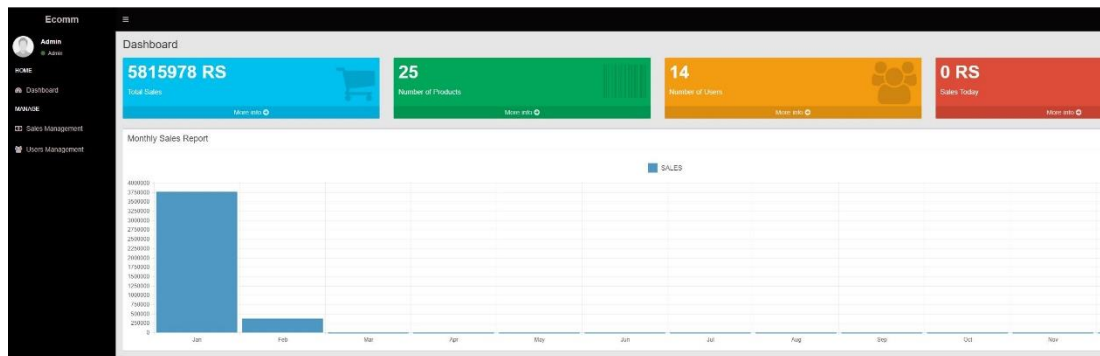 Ecomm
Admin
Admin
HOME
Dashboard
MANAGE
Sales Management
Users Management
Dashboard
5815978 RS
Total Sales
More info
25
Number of Products
More info
14
Number of Users
More info
0 RS
Sales Today
More info
Monthly Sales Report
SALES
4000000
3750000
3500000
3250000
3000000
2750000
2500000
2250000
2000000
1750000
1500000
1250000
1000000
750000
500000
250000
0
Jan Feb Mar Apr May Jun Jul Aug Sep Oct Nov